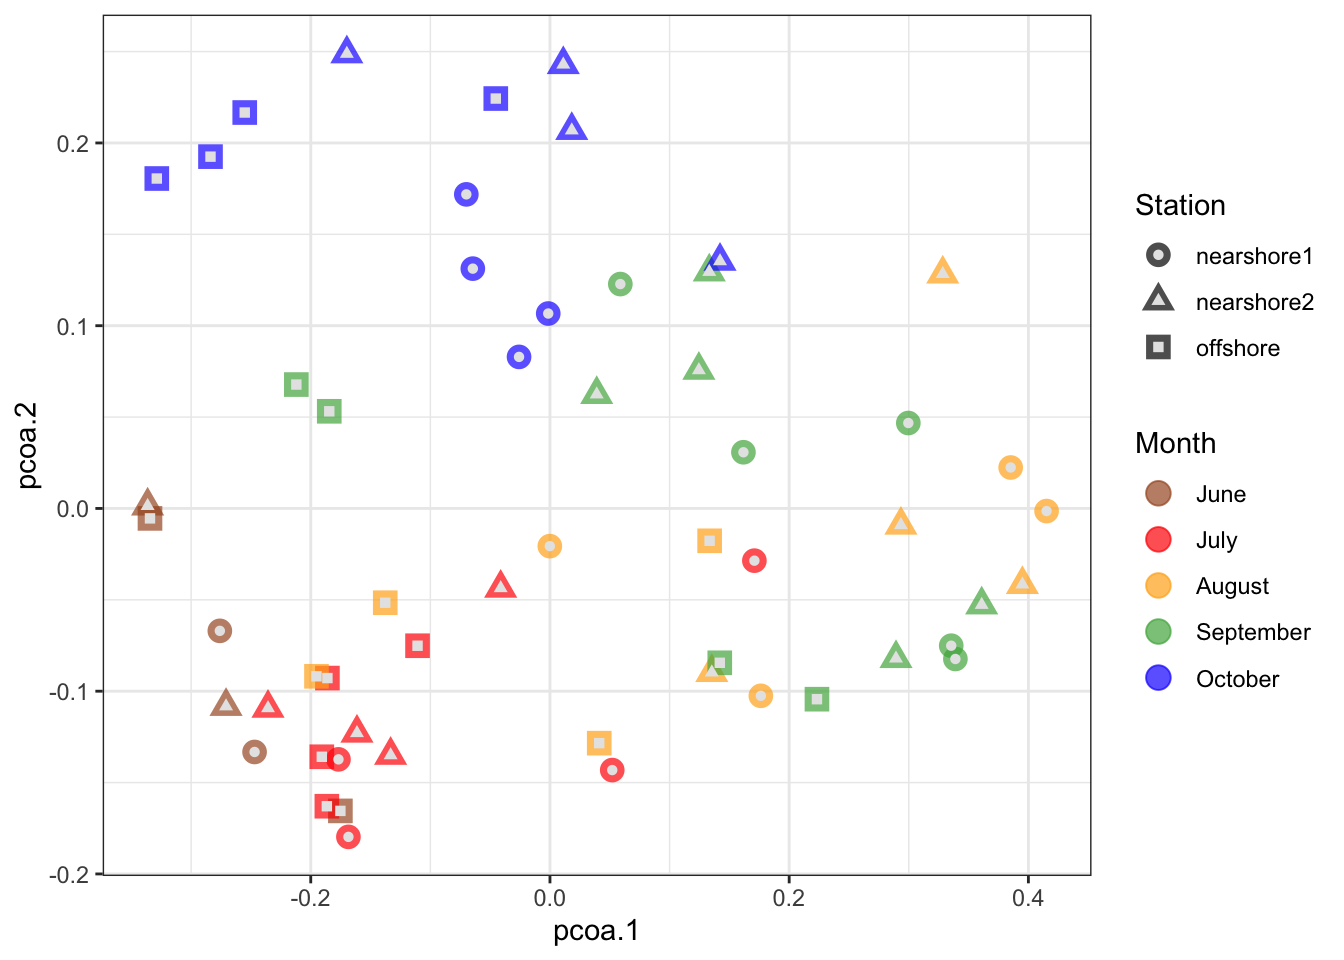 0.2
0.1
0.0
-0.1
-0.2
pcoa.2
-0.2
0.0
0.2
0.4
pcoa.1
Station
nearshore1
nearshore2
offshore
Month
June
July
August
September
October